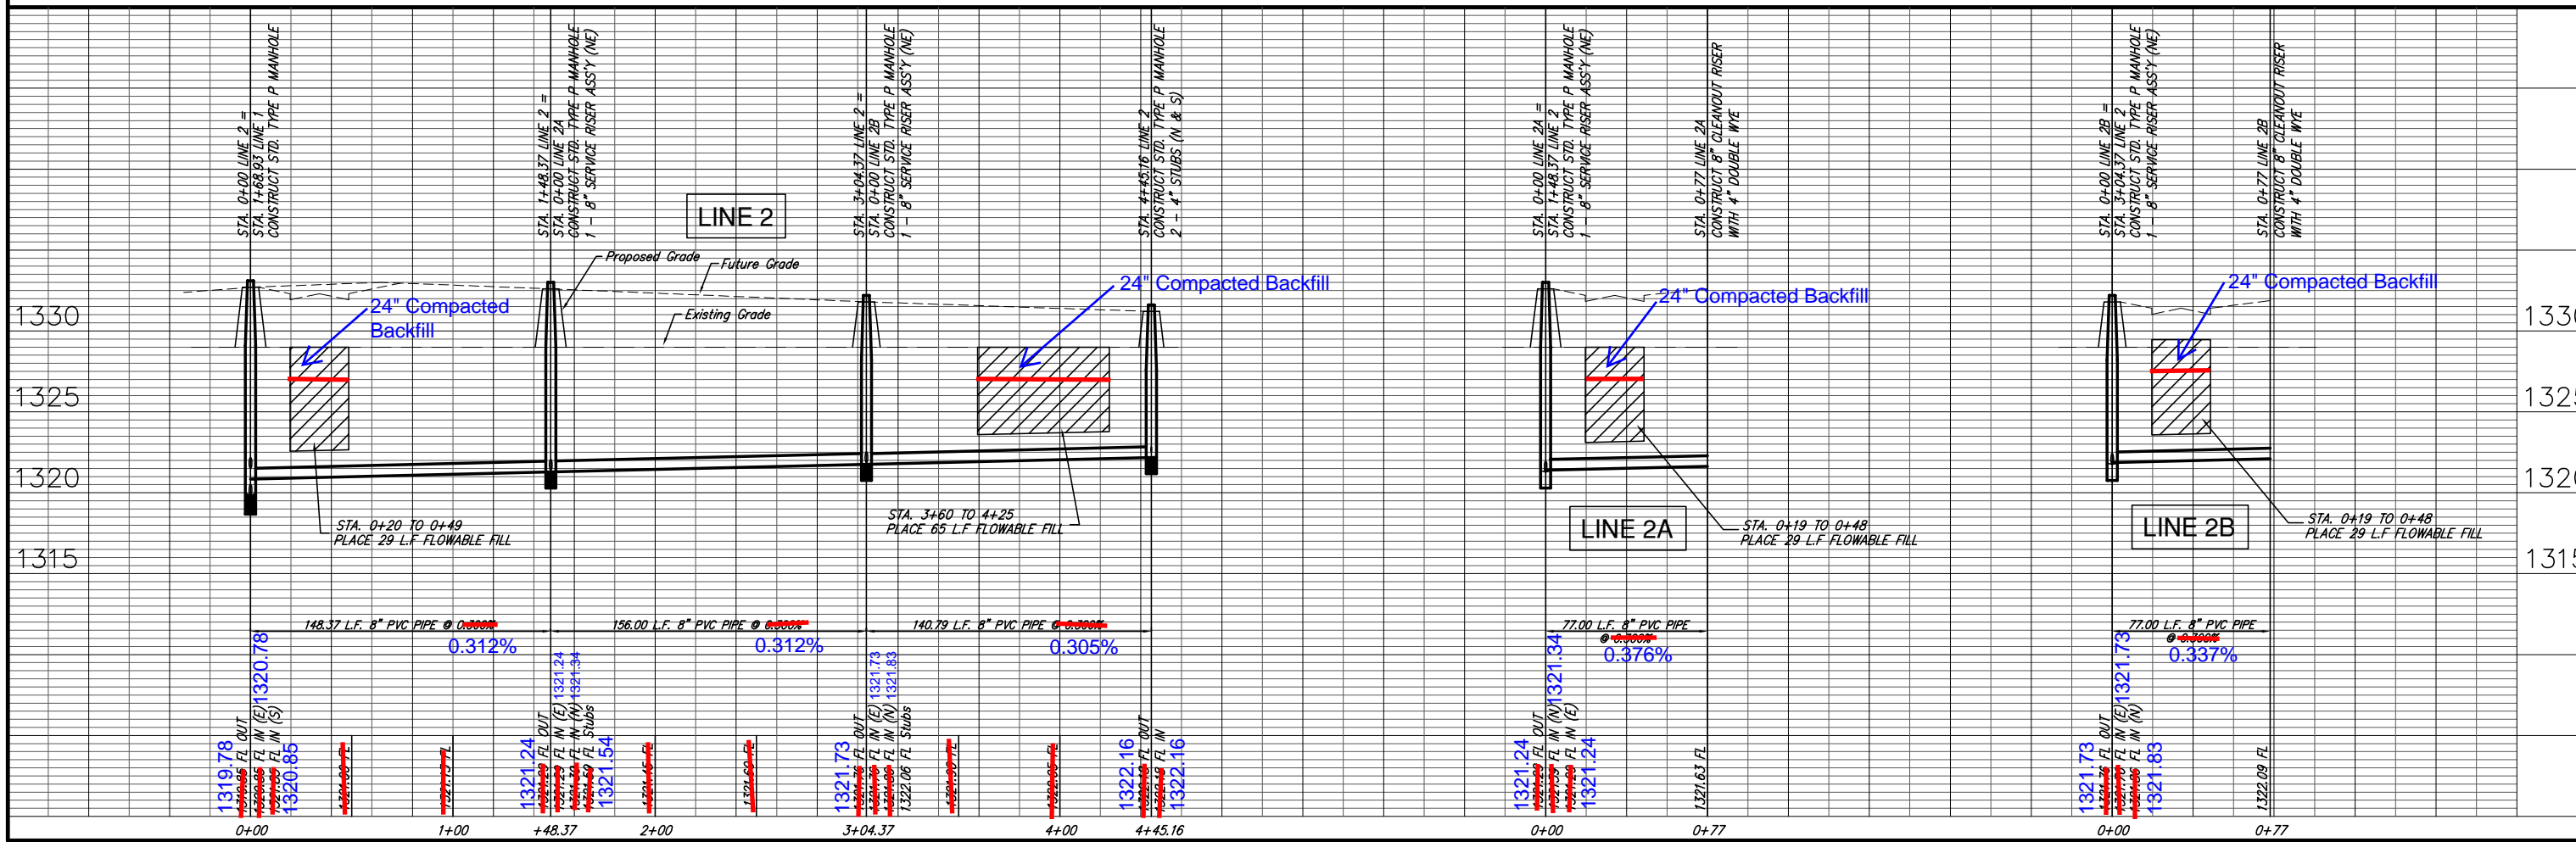 STA. 0+00 LINE 2 =
STA. 1+68.93 LINE 1
CONSTRUCT STD. TYPE P MANHOLE
STA. 1+48.37 LINE 2 =
STA. 0+00 LINE 2A
CONSTRUCT STD. TYPE P MANHOLE
1 - 8" SERVICE RISER ASS'Y (NE)
STA. 3+04.37 LINE 2 =
STA. 0+00 LINE 2B
CONSTRUCT STD. TYPE P MANHOLE
1 - 8" SERVICE RISER ASS'Y (NE)
STA. 4+45.16 LINE 2
CONSTRUCT STD. TYPE P MANHOLE
2 - 4" STUBS (N & S)
STA. 0+00 LINE 2A =
STA. 1+48.37 LINE 2
CONSTRUCT STD. TYPE P MANHOLE
1 - 8" SERVICE RISER ASS'Y (NE)
STA. 0+77 LINE 2A
CONSTRUCT 8" CLEANOUT RISER
WITH 4" DOUBLE WYE
STA. 0+00 LINE 2B =
STA. 3+04.37 LINE 2
CONSTRUCT STD. TYPE P MANHOLE
1 - 8" SERVICE RISER ASS'Y (NE)
STA. 0+77 LINE 2B
CONSTRUCT 8" CLEANOUT RISER
WITH 4" DOUBLE WYE
LINE 2
Proposed Grade
Future Grade
Existing Grade
24" Compacted
Backfill
24" Compacted Backfill
24" Compacted Backfill
24" Compacted Backfill
1330
1325
1320
1315
STA. 0+20 TO 0+49
PLACE 29 L.F FLOWABLE FILL
STA. 3+60 TO 4+25
PLACE 65 L.F FLOWABLE FILL
LINE 2A
STA. 0+19 TO 0+48
PLACE 29 L.F FLOWABLE FILL
LINE 2B
STA. 0+19 TO 0+48
PLACE 29 L.F FLOWABLE FILL
148.37 L.F. 8" PVC PIPE @
0.312%
156.00 L.F. 8" PVC PIPE @
0.312%
140.79 L.F. 8" PVC PIPE
0.305%
77.00 L.F. 8" PVC PIPE
@
0.376%
77.00 L.F. 8" PVC PIPE
@
0.337%
1319.78
FL OUT
FL IN (E) 1320.78
FL IN (S)
1320.85
1321.24
FL OUT
FL IN (E) 1321.24
FL IN (N) 1321.34
FL Stubs
1321.54
1321.73
FL OUT
FL IN (E) 1321.73
FL IN (N) 1321.83
1322.06 FL Stubs
1322.16
FL OUT
FL IN
1322.16
1321.24
FL OUT
FL IN (N) 1321.34
FL IN (E)
1321.24
1321.63 FL
1321.73
FL OUT
FL IN (E) 1321.73
FL IN (N)
1321.83
1322.09 FL
0+00
1+00
+48.37
2+00
3+04.37
4+00
4+45.16
0+00
0+77
0+00
0+77